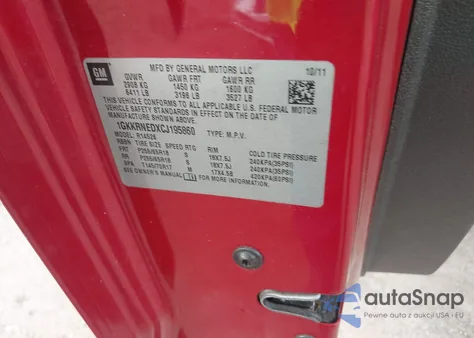 GM
MFD BY GENERAL MOTORS LLC 10/11
GVWR GAWR FRT GAWR RR
2908 KG 1450 KG 1600 KG
6411 LB 3196 LB 3527 LB
THIS VEHICLE CONFORMS TO ALL APPLICABLE U.S. FEDERAL MOTOR
VEHICLE SAFETY STANDARDS IN EFFECT ON THE DATE OF
MANUFACTURE SHOWN ABOVE.
1GKKRNEDXCJ195860 TYPE: M.P.V.
MODEL: R14526
TIRE SIZE SPEED RTG RIM COLD TIRE PRESSURE
FRT P255/65R18 S 18X7.5J 240KPA(35PSI)
RR P255/65R18 S 18X7.5J 240KPA(35PSI)
SPA T145/70R17 M 17X4.5B 420KPA(60PSI)
SEE OWNER'S MANUAL
autoSnap
Pewne auta z aukcji USA i EU